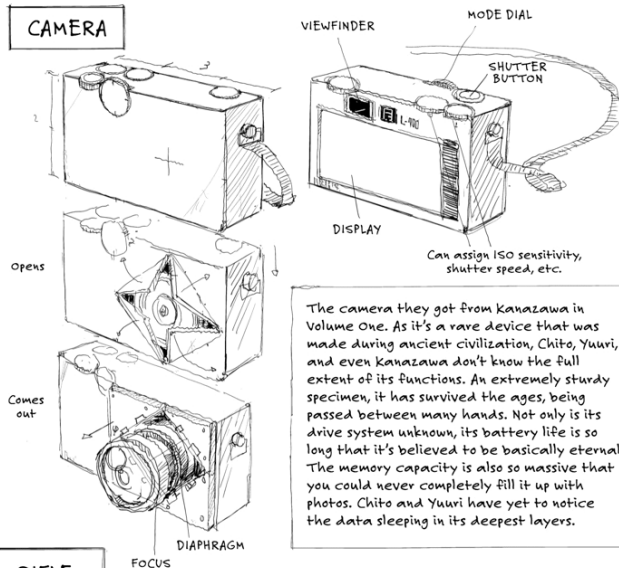 CAMERA
VIEWFINDER
MODE DIAL
SHUTTER
BUTTON
3
2
L-400
DISPLAY
Can assign ISO sensitivity,
shutter speed, etc.
Opens
The camera they got from Kanazawa in
Volume One. As it's a rare device that was
made during ancient civilization, Chito, Yuuri,
and even Kanazawa don't know the full
extent of its functions. An extremely sturdy
specimen, it has survived the ages, being
passed between many hands. Not only is its
drive system unknown, its battery life is so
long that it's believed to be basically eternal
The memory capacity is also so massive that
you could never completely fill it up with
photos. Chito and Yuuri have yet to notice
the data sleeping in its deepest layers.
Comes
out
DIAPHRAGM
FOCUS